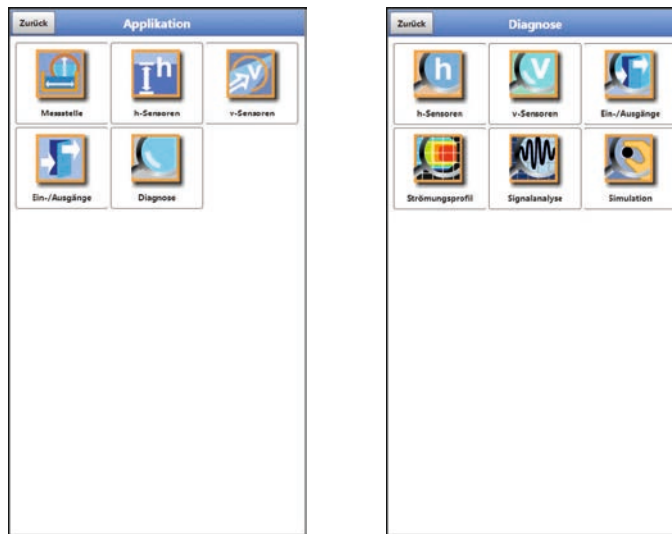 Zurück Applikation
h
v
Messstelle h-Sensoren v-Sensoren
Ein-/Ausgänge Diagnose
Zurück Diagnose
h
v
h-Sensoren v-Sensoren Ein-/Ausgänge
Strömungsprofil Signalanalyse Simulation